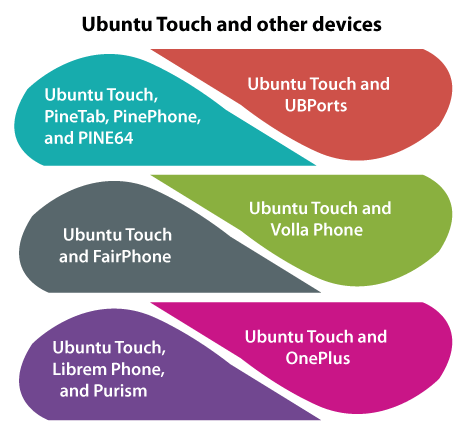 Ubuntu Touch and other devices
Ubuntu Touch,
PineTab, PinePhone,
and PINE64
Ubuntu Touch and
UBPorts
Ubuntu Touch
and FairPhone
Ubuntu Touch and
Volla Phone
Ubuntu Touch,
Librem Phone,
and Purism
Ubuntu Touch and
OnePlus